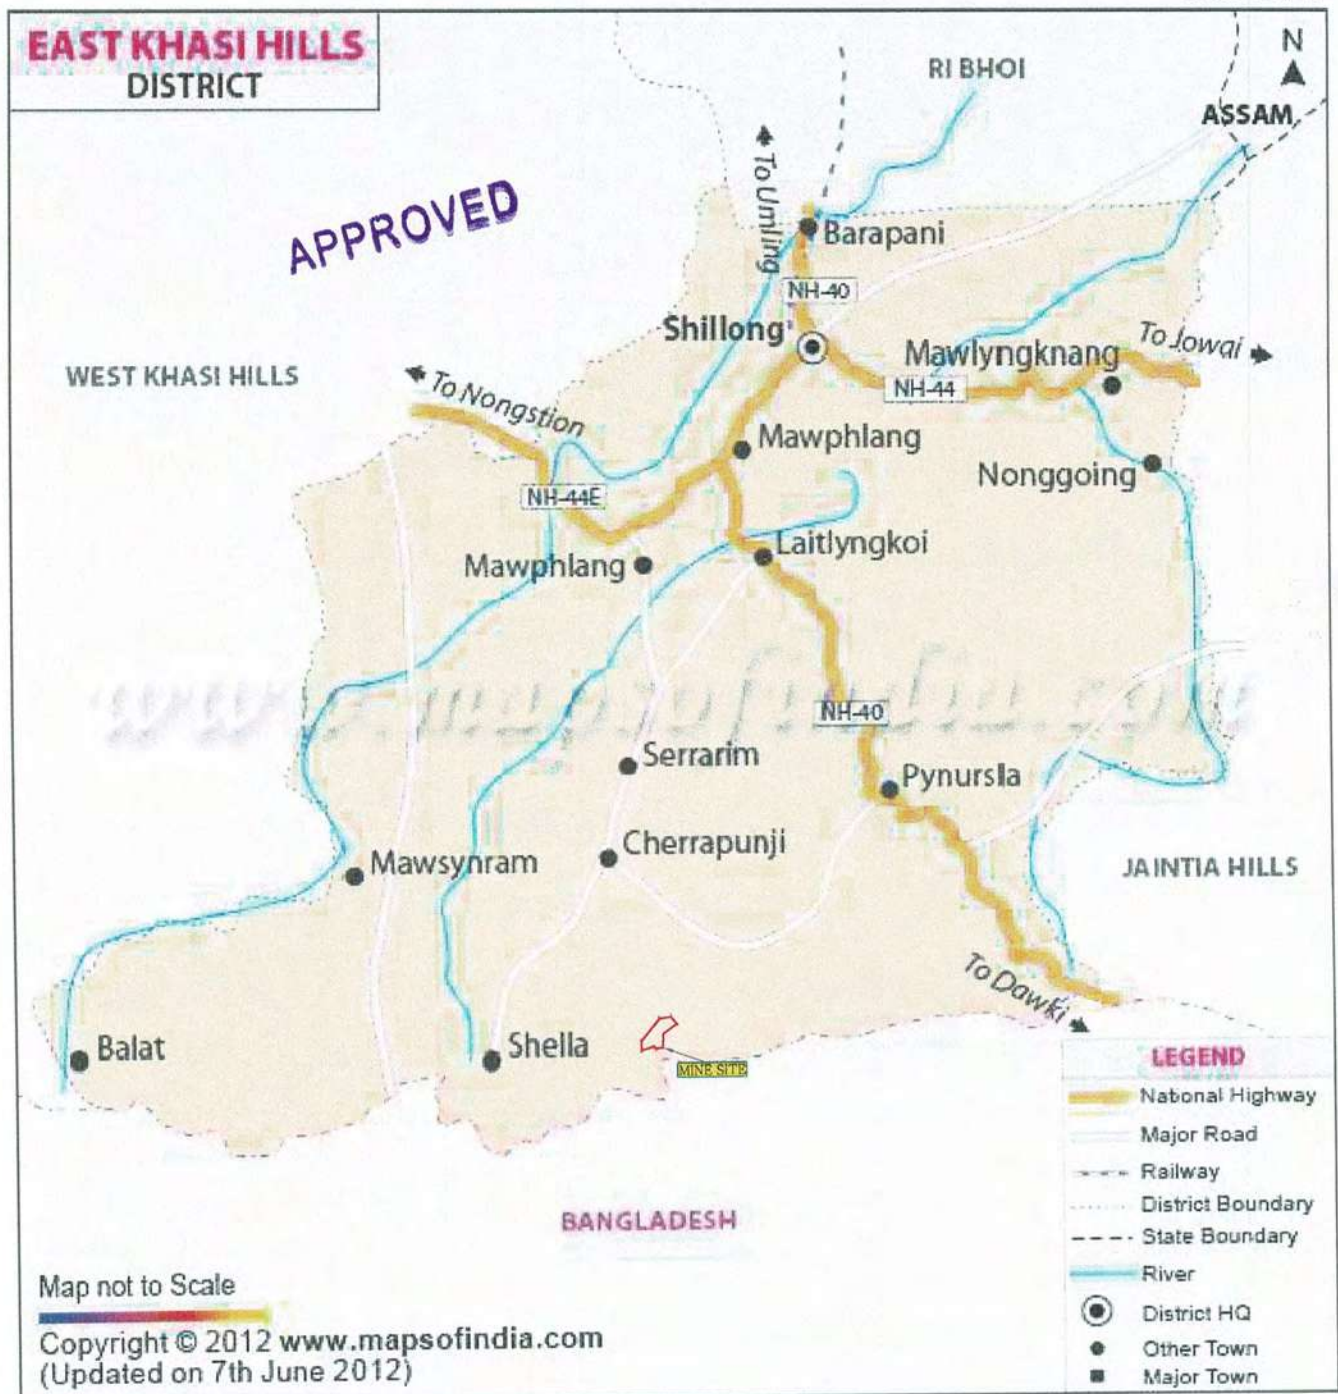 EAST KHASI HILLS
DISTRICT
N
RI BHOI
ASSAM
APPROVED
To Umling
Barapani
NH-40
Shillong
Mawlyngknang
To Jowai
WEST KHASI HILLS
To Nongstion
NH-44
Mawphlang
Nonggoing
NH-44E
Laitlyngkoi
Mawphlang
www.mapsofindia.com
NH-40
Serrarim
Pynursla
Cherrapunji
Mawsynram
JAINTIA HILLS
To Dawki
Balat
Shella
MINE SITE
LEGEND
National Highway
Major Road
Railway
District Boundary
State Boundary
River
District HQ
Other Town
Major Town
BANGLADESH
Map not to Scale
Copyright © 2012 www.mapsofindia.com
(Updated on 7th June 2012)